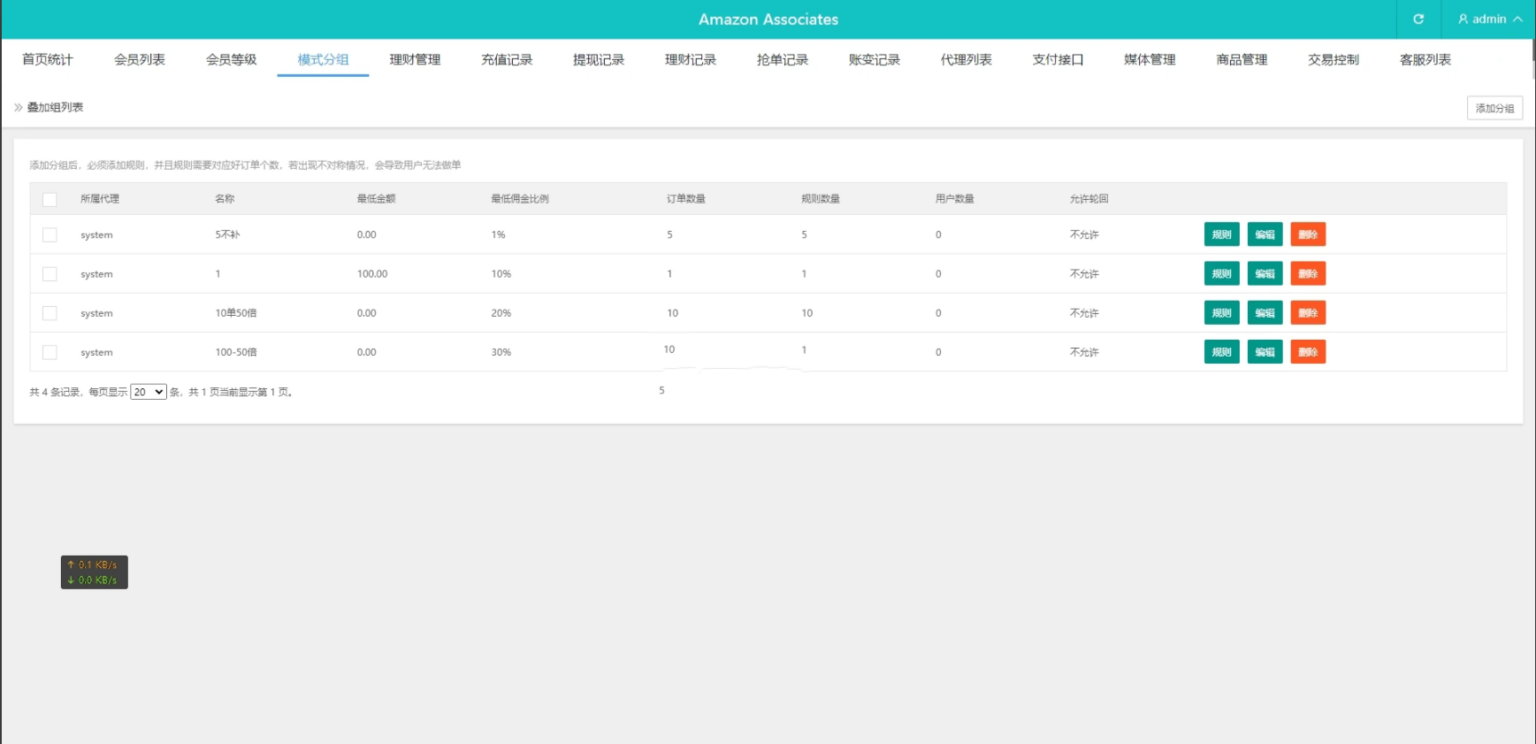 Amazon Associates
admin
首页统计 会员列表 会员等级 模式分组 理财管理 充值记录 提现记录 理财记录 抢单记录 账变记录 代理列表 支付接口 媒体管理 商品管理 交易控制 客服列表
» 叠加组列表 添加分组
添加分组后，必须添加规则，并且规则需要对应好订单个数，若出现不对称情况，会导致用户无法做单
所属代理 名称 最低金额 最低佣金比例 订单数量 规则数量 用户数量 允许轮回
system 5不补 0.00 1% 5 5 0 不允许 规则 编辑 删除
system 1 100.00 10% 1 1 0 不允许 规则 编辑 删除
system 10单50倍 0.00 20% 10 10 0 不允许 规则 编辑 删除
system 100-50倍 0.00 30% 10 1 0 不允许 规则 编辑 删除
共 4 条记录，每页显示 20 条，共 1 页当前显示第 1 页。 5
↑ 0.1 KB/s
↓ 0.0 KB/s